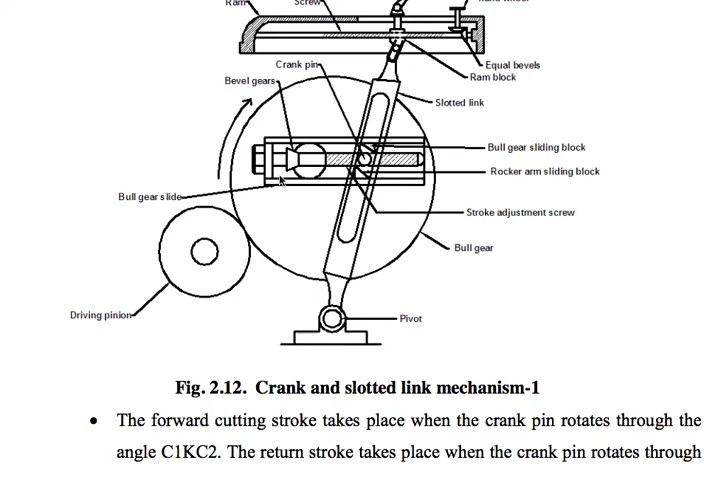 Ram
Screw
Crank pin
Equal bevels
Bevel gears
Ram block
Slotted link
Bull gear sliding block
Rocker arm sliding block
Bull gear slide
Stroke adjustment screw
Bull gear
Driving pinion
Pivot
Fig. 2.12. Crank and slotted link mechanism-1
• The forward cutting stroke takes place when the crank pin rotates through the
angle C1KC2. The return stroke takes place when the crank pin rotates through